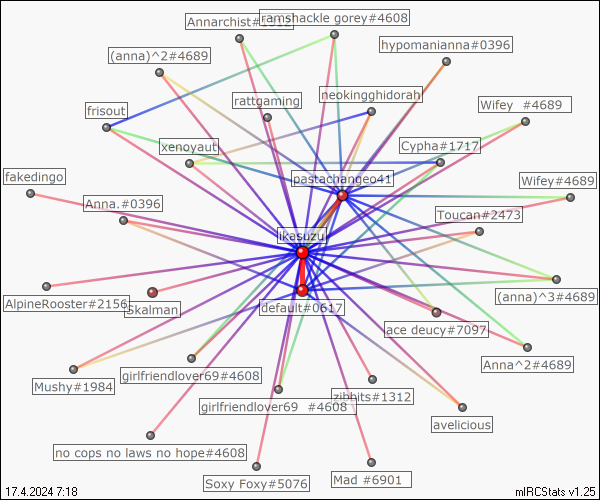 Annarchist#1312
ramshackle gorey#4608
hypomanianna#0396
(anna)^2#4689
rattgaming
neokingghidorah
frisout
Wifey  #4689
xenoyaut
Cypha#1717
fakedingo
pastachangeo41
Wifey#4689
Anna.#0396
Toucan#2473
ikasuzu
AlpineRooster#2156
Skalman
default#0617
(anna)^3#4689
ace deucy#7097
Mushy#1984
girlfriendlover69#4608
Anna^2#4689
girlfriendlover69  #4608
zibbits#1312
avelicious
no cops no laws no hope#4608
Soxy Foxy#5076
Mad #6901
17.4.2024 7:18
mIRCStats v1.25